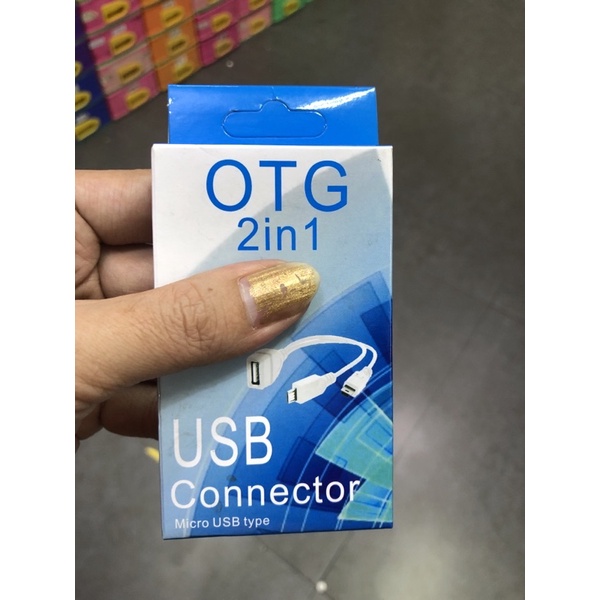 OTG
2in1
USB
Connector
Micro USB type